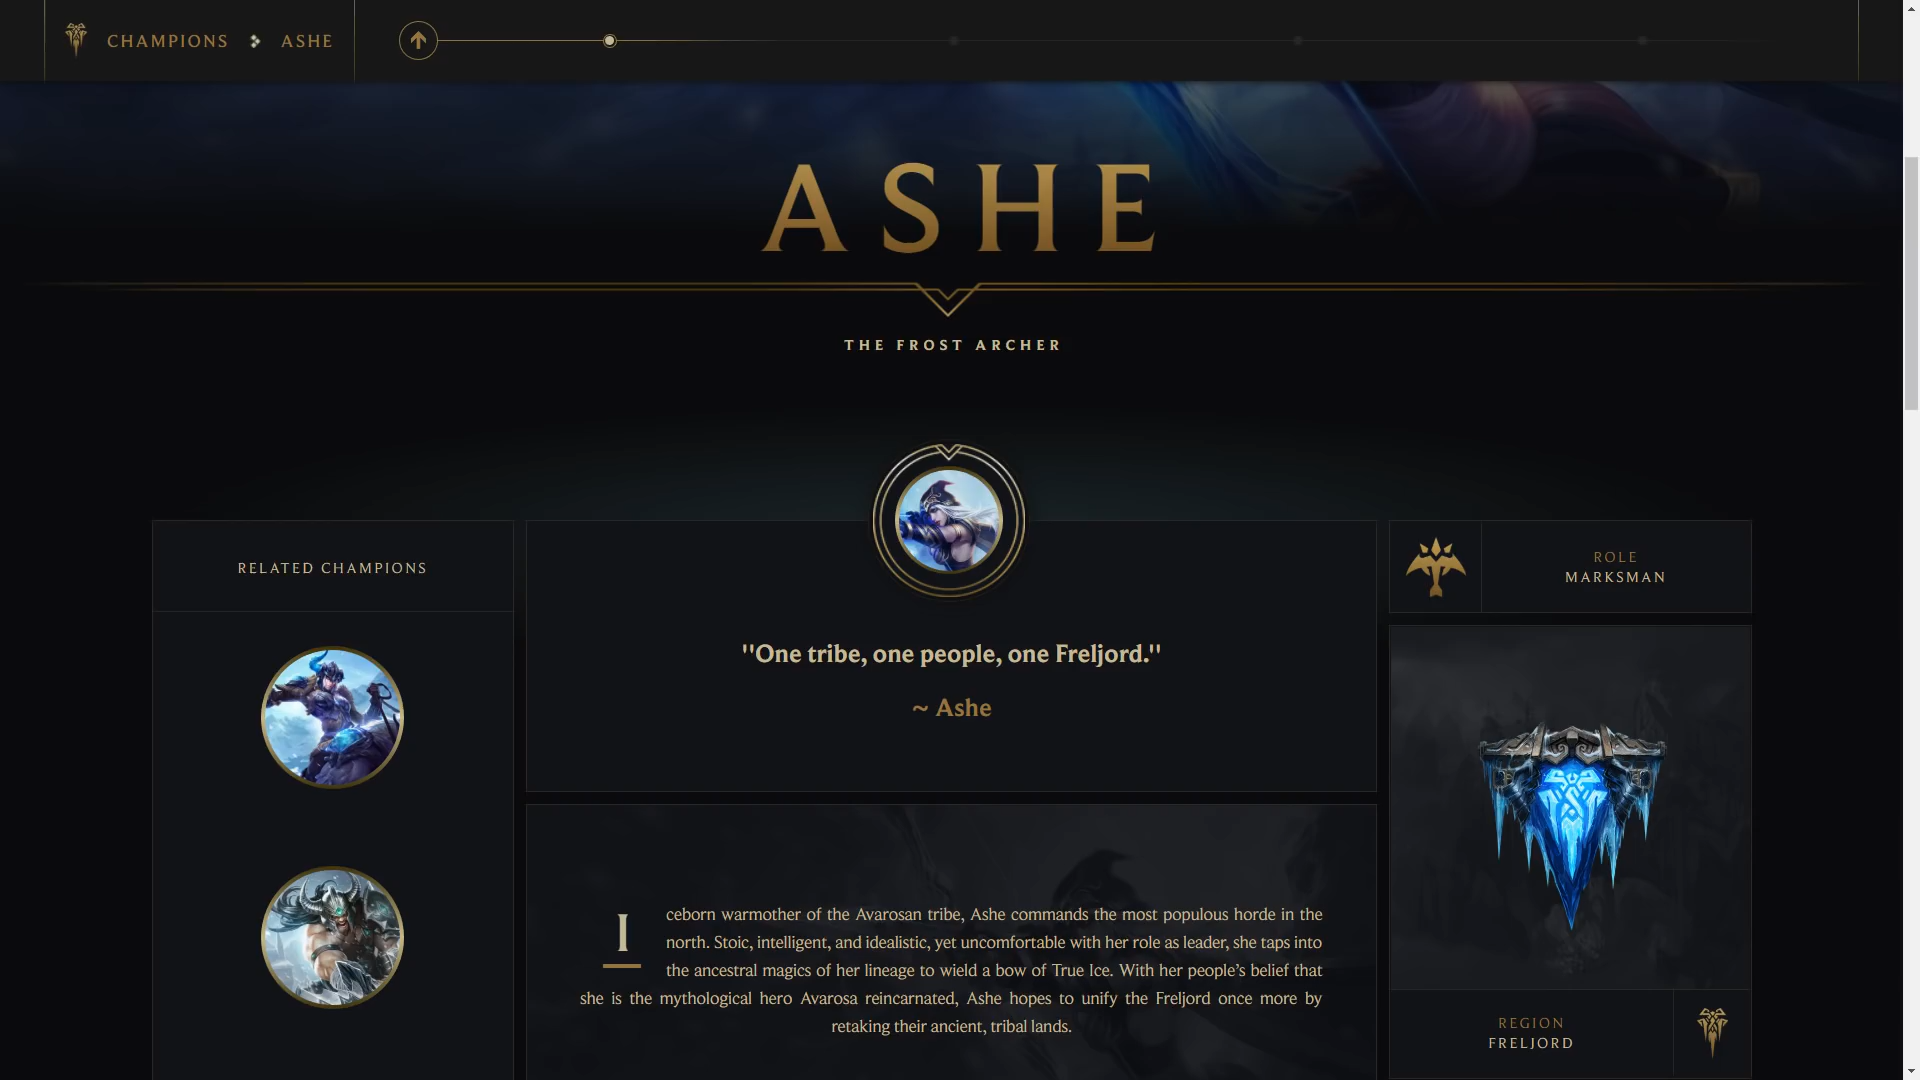 CHAMPIONS ASHE
ASHE
THE FROST ARCHER
RELATED CHAMPIONS
"One tribe, one people, one Freljord."
~ Ashe
Iceborn warmother of the Avarosan tribe, Ashe commands the most populous horde in the
north. Stoic, intelligent, and idealistic, yet uncomfortable with her role as leader, she taps into
the ancestral magics of her lineage to wield a bow of True Ice. With her people’s belief that
she is the mythological hero Avarosa reincarnated, Ashe hopes to unify the Freljord once more by
retaking their ancient, tribal lands.
ROLE
MARKSMAN
REGION
FRELJORD